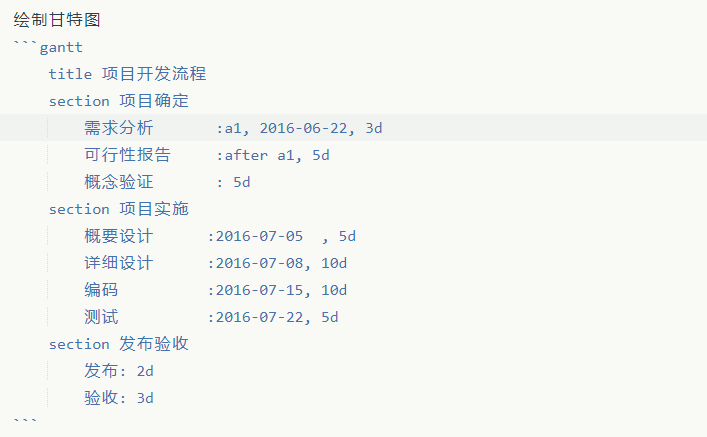 绘制甘特图
```gantt
    title 项目开发流程
    section 项目确定
        需求分析       :a1, 2016-06-22, 3d
        可行性报告     :after a1, 5d
        概念验证       : 5d
    section 项目实施
        概要设计      :2016-07-05  , 5d
        详细设计      :2016-07-08, 10d
        编码          :2016-07-15, 10d
        测试          :2016-07-22, 5d
    section 发布验收
        发布: 2d
        验收: 3d
```